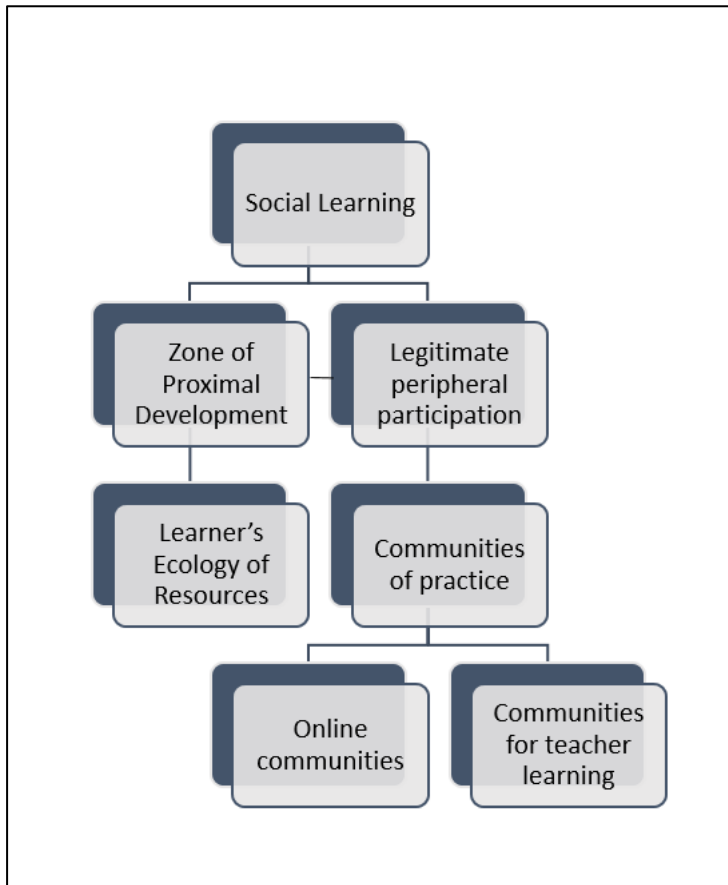 Social Learning
Zone of
Proximal
Development
Legitimate
peripheral
participation
Learner’s
Ecology of
Resources
Communities
of practice
Online
communities
Communities
for teacher
learning